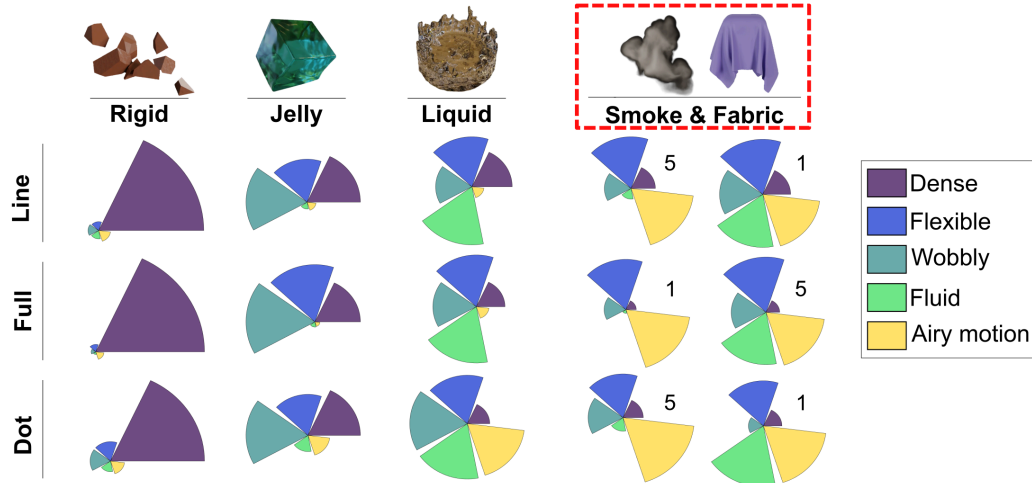 Rigid
Jelly
Liquid
Smoke & Fabric
Line
5
1
Full
1
5
Dot
5
1
Dense
Flexible
Wobbly
Fluid
Airy motion